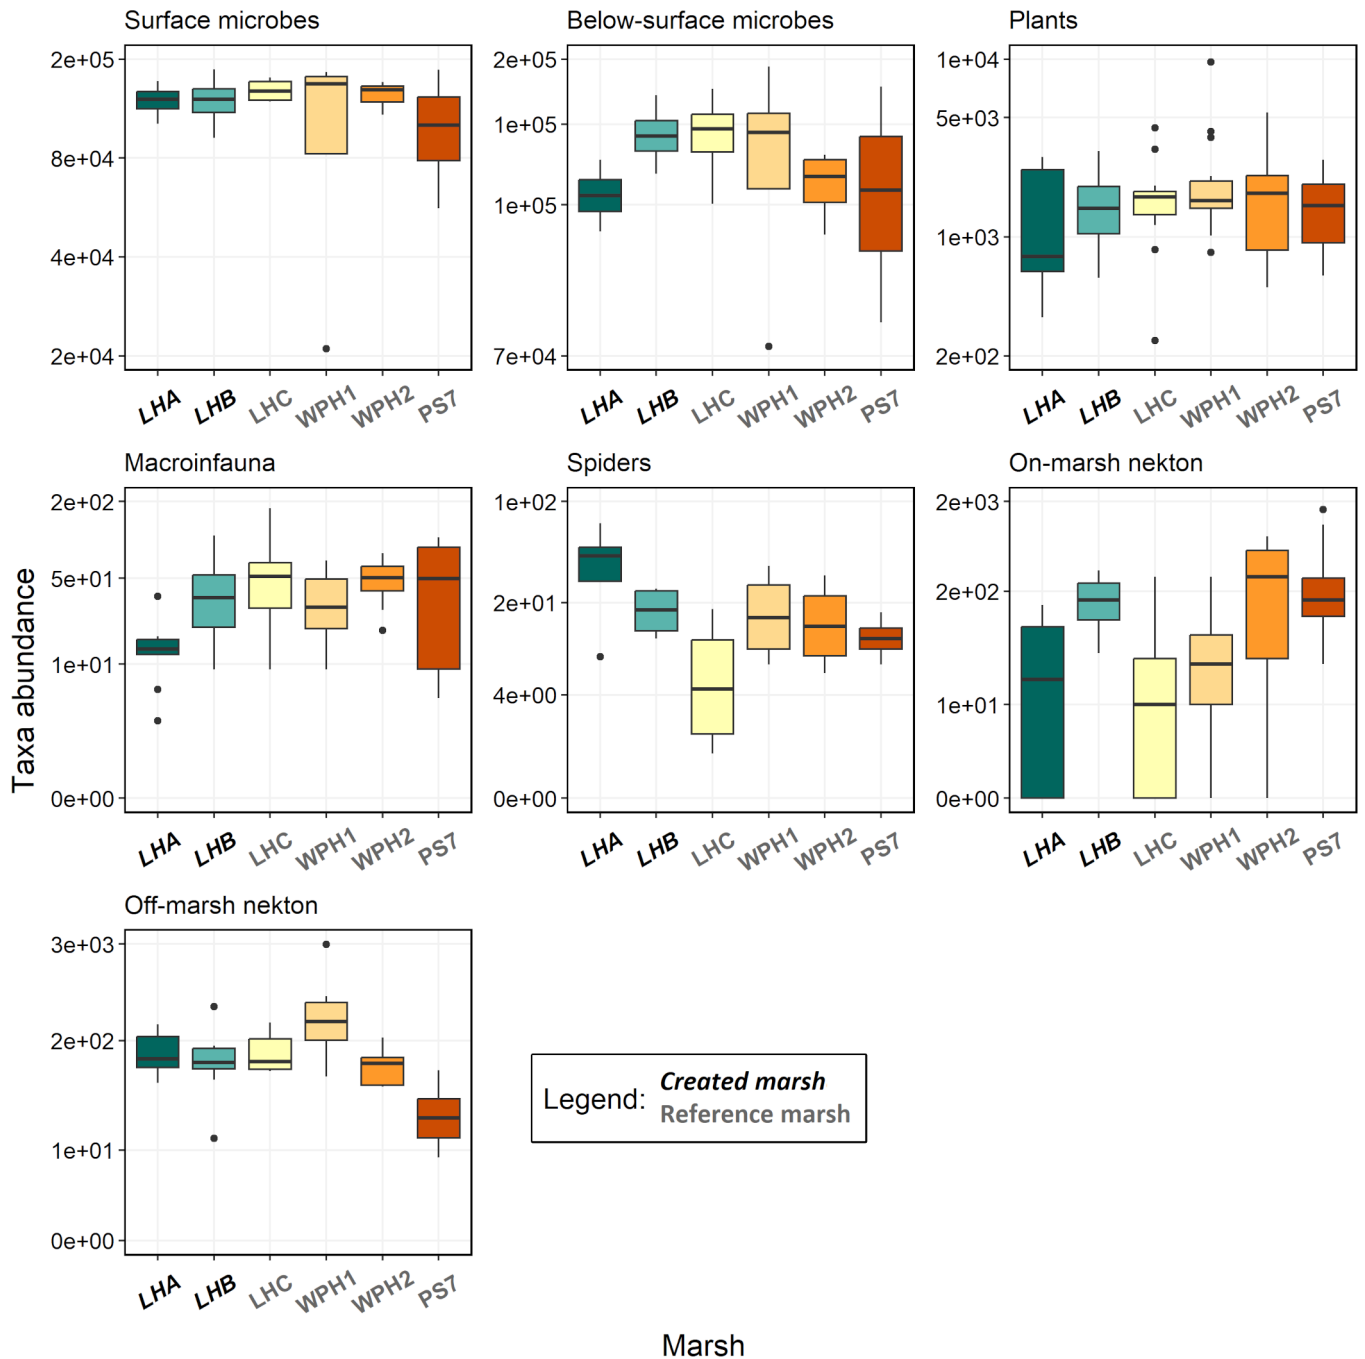 Surface microbes
2e+05
8e+04
4e+04
2e+04
LHA LHB LHC WPH1 WPH2 PS7
Below-surface microbes
2e+05
1e+05
1e+05
7e+04
LHA LHB LHC WPH1 WPH2 PS7
Plants
1e+04
5e+03
1e+03
2e+02
LHA LHB LHC WPH1 WPH2 PS7
Taxa abundance
Macroinfauna
2e+02
5e+01
1e+01
0e+00
LHA LHB LHC WPH1 WPH2 PS7
Spiders
1e+02
2e+01
4e+00
0e+00
LHA LHB LHC WPH1 WPH2 PS7
On-marsh nekton
2e+03
2e+02
1e+01
0e+00
LHA LHB LHC WPH1 WPH2 PS7
Off-marsh nekton
3e+03
2e+02
1e+01
0e+00
LHA LHB LHC WPH1 WPH2 PS7
Legend:
Created marsh
Reference marsh
Marsh